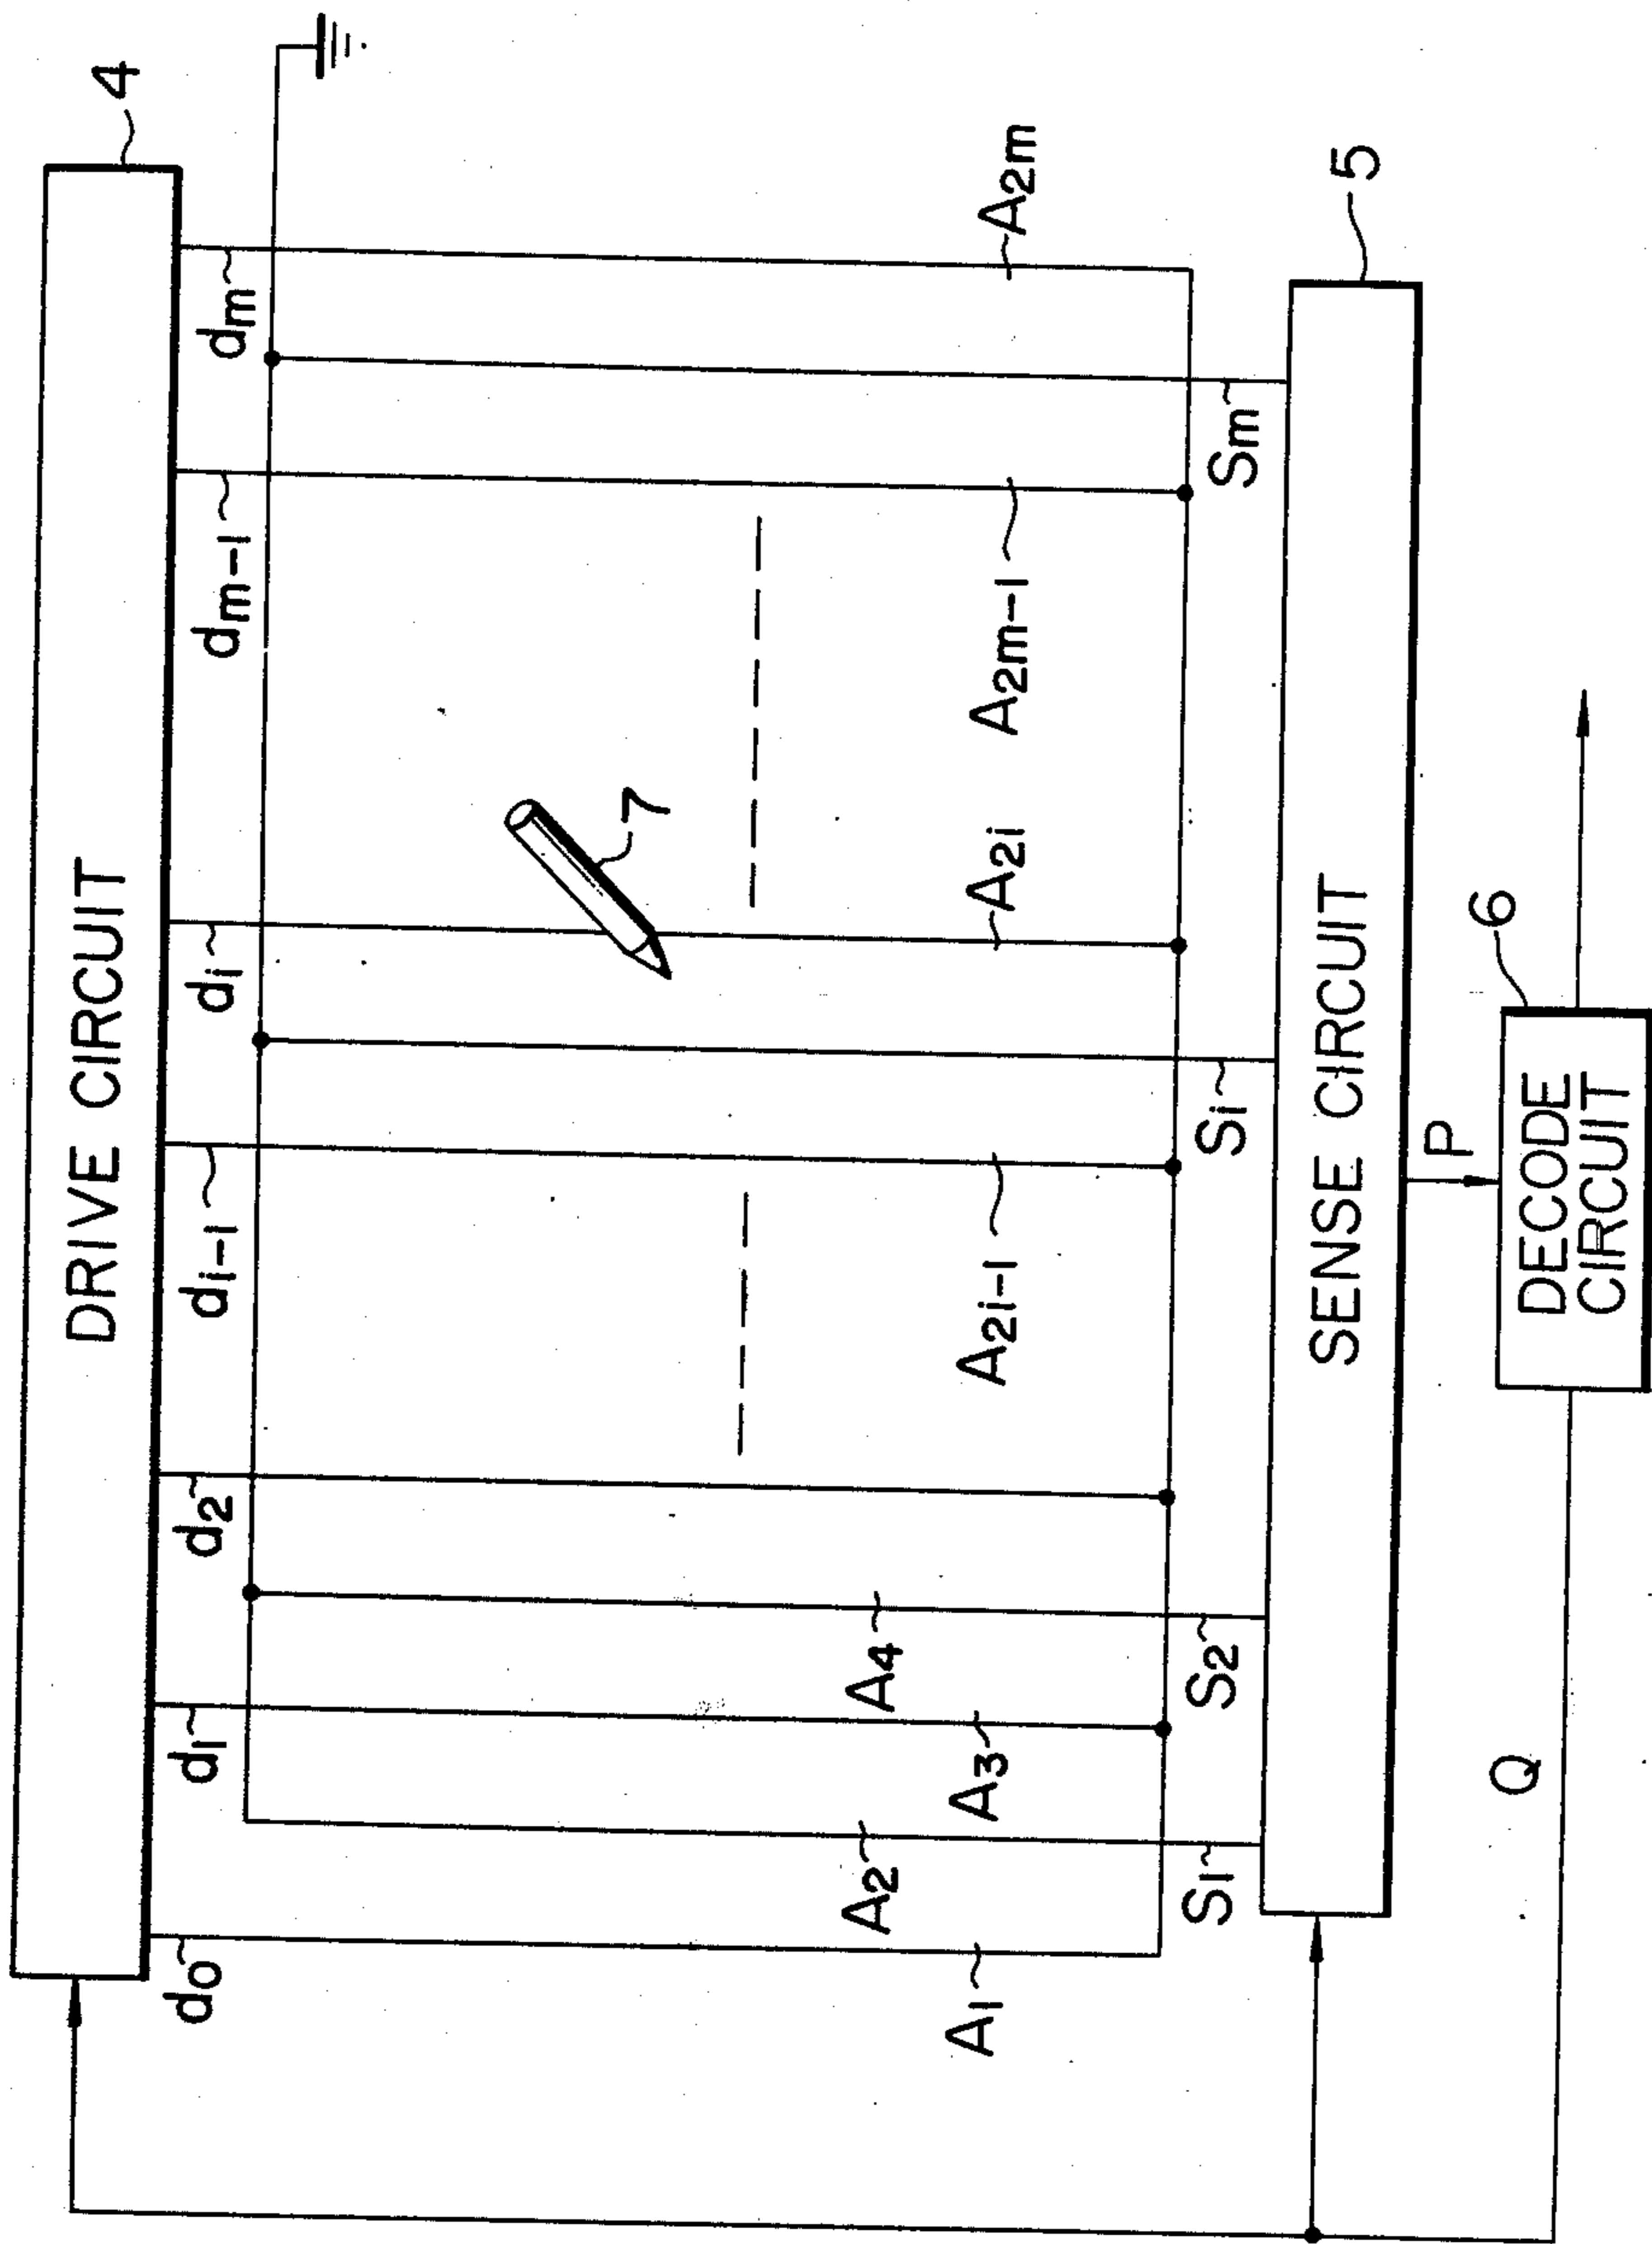 4
DRIVE CIRCUIT
d0
d1
d2
di-1
di
dm-1
dm
7
A1
A2
A3
A4
A2i-1
A2i
A2m-1
A2m
S1
S2
Si
Sm
5
SENSE CIRCUIT
P
6
DECODE
CIRCUIT
Q